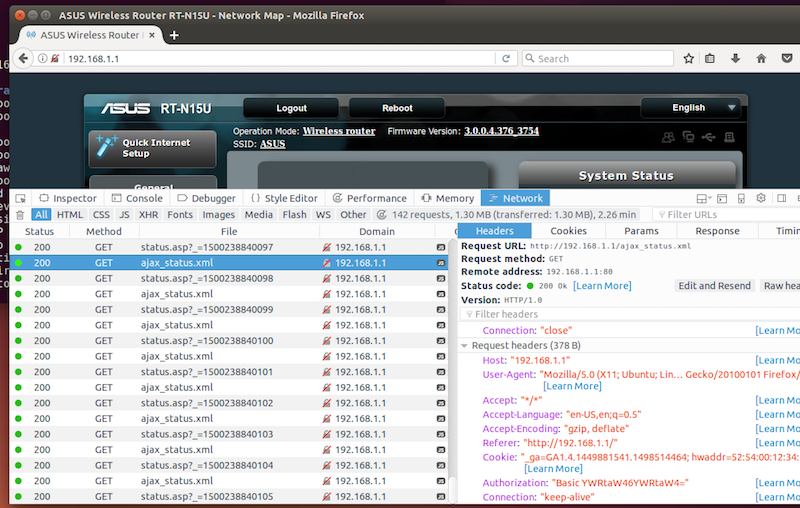 ASUS Wireless Router RT-N15U - Network Map - Mozilla Firefox
ASUS Wireless Router
192.168.1.1
Search
ASUS RT-N15U Logout Reboot English
Quick Internet
Setup
General
Operation Mode: Wireless router Firmware Version: 3.0.0.4.376_3754
SSID: ASUS
System Status
Inspector Console Debugger Style Editor Performance Memory Network
All HTML CSS JS XHR Fonts Images Media Flash WS Other 142 requests, 1.30 MB (transferred: 1.30 MB), 2.26 min Filter URLs
Status Method File Domain
200 GET status.asp?_=1500238840097 192.168.1.1
200 GET ajax_status.xml 192.168.1.1
200 GET status.asp?_=1500238840098 192.168.1.1
200 GET ajax_status.xml 192.168.1.1
200 GET status.asp?_=1500238840099 192.168.1.1
200 GET ajax_status.xml 192.168.1.1
200 GET status.asp?_=1500238840100 192.168.1.1
200 GET ajax_status.xml 192.168.1.1
200 GET status.asp?_=1500238840101 192.168.1.1
200 GET ajax_status.xml 192.168.1.1
200 GET status.asp?_=1500238840102 192.168.1.1
200 GET ajax_status.xml 192.168.1.1
200 GET status.asp?_=1500238840103 192.168.1.1
200 GET ajax_status.xml 192.168.1.1
200 GET status.asp?_=1500238840104 192.168.1.1
200 GET ajax_status.xml 192.168.1.1
200 GET status.asp?_=1500238840105 192.168.1.1
Headers Cookies Params Response Timin
Request URL: http://192.168.1.1/ajax_status.xml
Request method: GET
Remote address: 192.168.1.1:80
Status code: 200 Ok [Learn More] Edit and Resend Raw hea
Version: HTTP/1.0
Filter headers
Connection: "close" [Learn Mo
Request headers (378 B)
Host: "192.168.1.1" [Learn Mo
User-Agent: "Mozilla/5.0 (X11; Ubuntu; Lin… Gecko/20100101 Firefox/
[Learn More]
Accept: "*/*" [Learn Mo
Accept-Language: "en-US,en;q=0.5" [Learn Mo
Accept-Encoding: "gzip, deflate" [Learn Mo
Referer: "http://192.168.1.1/" [Learn Mo
Cookie: "_ga=GA1.4.1449881541.1498514464; hwaddr=52:54:00:12:34:
[Learn More]
Authorization: "Basic YWRtaW46YWRtaW4=" [Learn Mo
Connection: "keep-alive" [Learn Mo